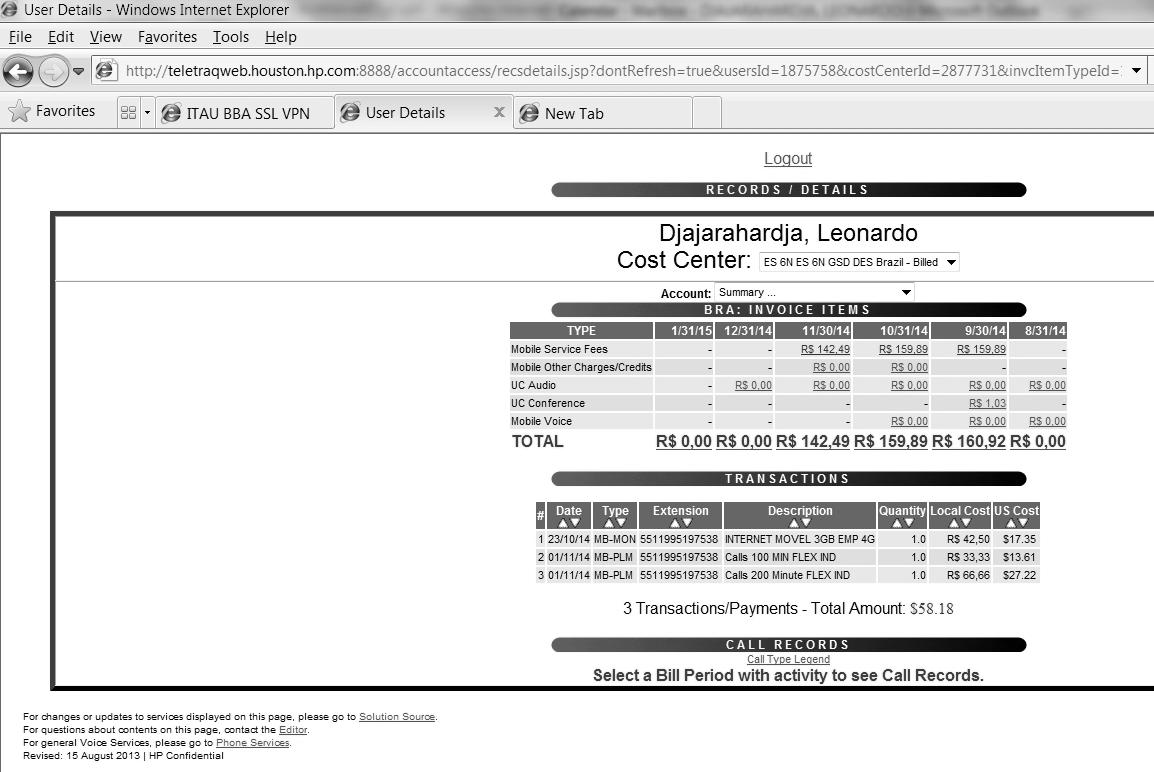 User Details - Windows Internet Explorer
File Edit View Favorites Tools Help
http://teletraqweb.houston.hp.com:8888/accountaccess/recsdetails.jsp?dontRefresh=true&usersId=1875758&costCenterId=2877731&invcItemTypeId=
Favorites ITAU BBA SSL VPN User Details x New Tab
Logout
RECORDS / DETAILS
Djajarahardja, Leonardo
Cost Center: ES 6N ES 6N GSD DES Brazil - Billed
Account: Summary ...
BRA: INVOICE ITEMS
TYPE 1/31/15 12/31/14 11/30/14 10/31/14 9/30/14 8/31/14
Mobile Service Fees - - R$ 142,49 R$ 159,89 R$ 159,89 -
Mobile Other Charges/Credits - - R$ 0,00 R$ 0,00 - -
UC Audio - R$ 0,00 R$ 0,00 R$ 0,00 R$ 0,00 R$ 0,00
UC Conference - - - - R$ 1,03 -
Mobile Voice - - - R$ 0,00 R$ 0,00 R$ 0,00
TOTAL R$ 0,00 R$ 0,00 R$ 142,49 R$ 159,89 R$ 160,92 R$ 0,00
TRANSACTIONS
# Date Type Extension Description Quantity Local Cost US Cost
1 23/10/14 MB-MON 5511995197538 INTERNET MOVEL 3GB EMP 4G 1.0 R$ 42,50 $17.35
2 01/11/14 MB-PLM 5511995197538 Calls 100 MIN FLEX IND 1.0 R$ 33,33 $13.61
3 01/11/14 MB-PLM 5511995197538 Calls 200 Minute FLEX IND 1.0 R$ 66,66 $27.22
3 Transactions/Payments - Total Amount: $58.18
CALL RECORDS
Call Type Legend
Select a Bill Period with activity to see Call Records.
For changes or updates to services displayed on this page, please go to Solution Source.
For questions about contents on this page, contact the Editor.
For general Voice Services, please go to Phone Services.
Revised: 15 August 2013 | HP Confidential